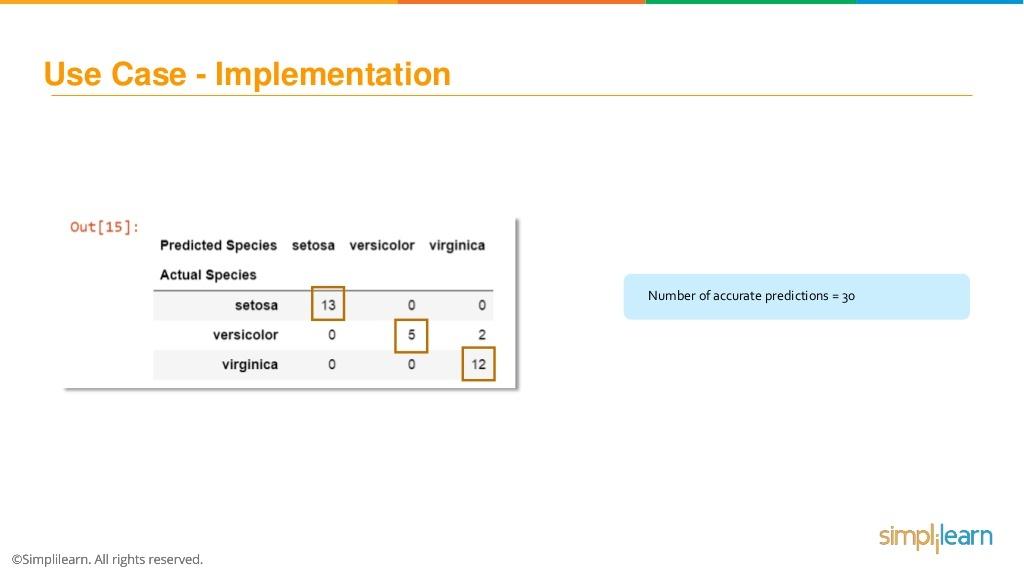 Use Case - Implementation
Out[15]:
Predicted Species setosa versicolor virginica
Actual Species
setosa 13 0 0
versicolor 0 5 2
virginica 0 0 12
Number of accurate predictions = 30
simplilearn
©Simplilearn. All rights reserved.